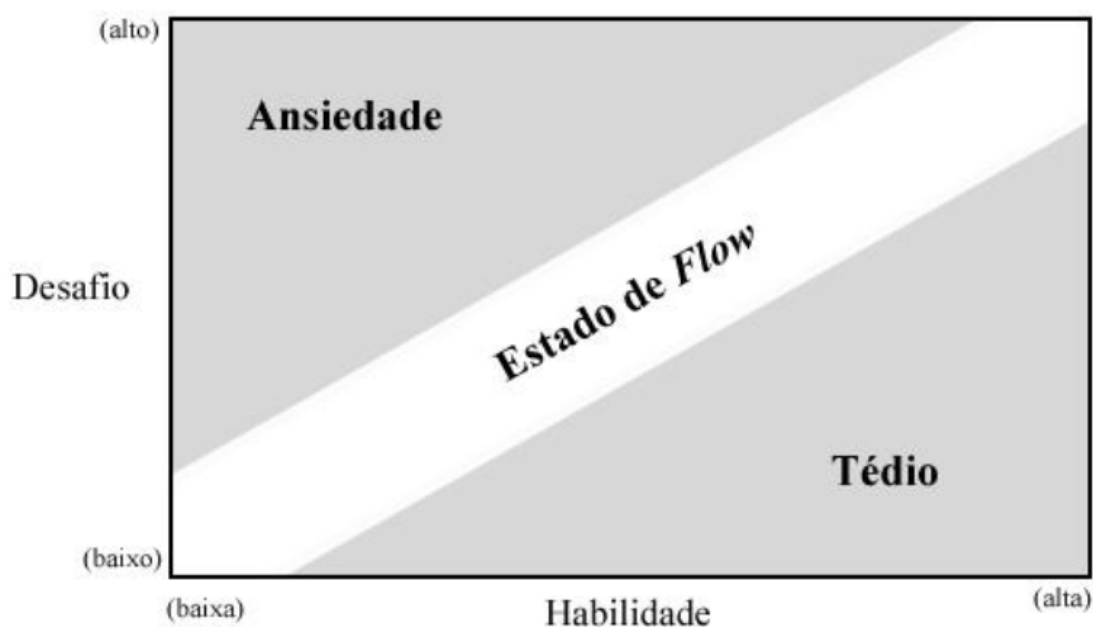 (alto)
Ansiedade
Desafio
Estado de Flow
Tédio
(baixo)
(baixa)
Habilidade
(alta)